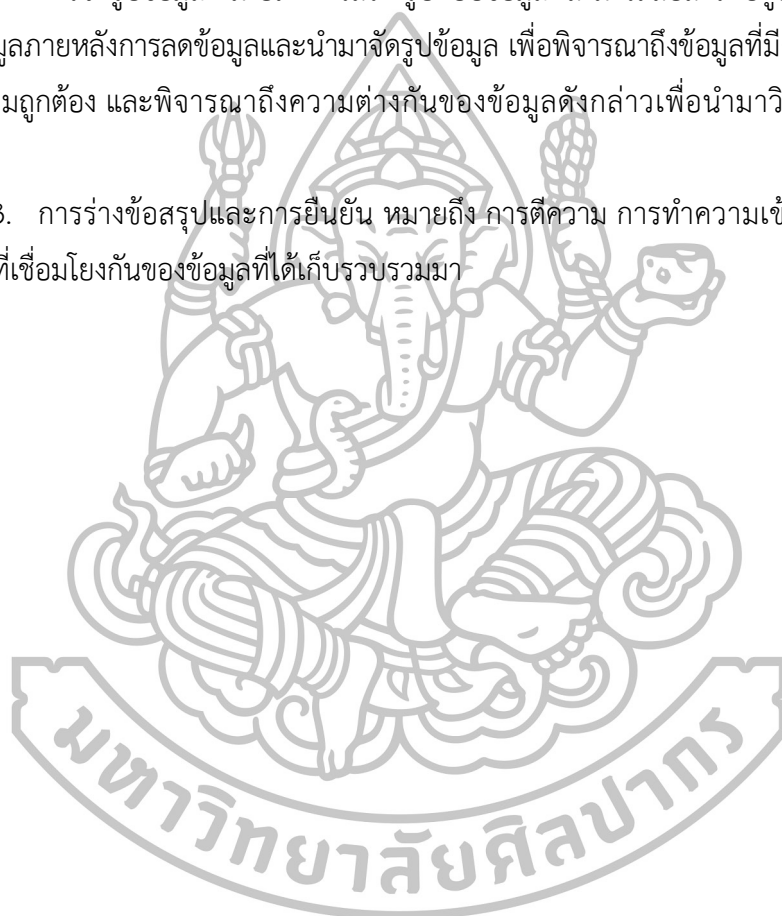 มูลภายหลังการลดข้อมูลและนำมาจัดรูปข้อมูล เพื่อพิจารณาถึงข้อมูลที่มี
มถูกต้อง และพิจารณาถึงความต่างกันของข้อมูลดังกล่าวเพื่อนำมาวิ
3. การร่างข้อสรุปและการยืนยัน หมายถึง การตีความ การทำความเข้
ที่เชื่อมโยงกันของข้อมูลที่ได้เก็บรวบรวมมา
มหาวิทยาลัยศิลปากร